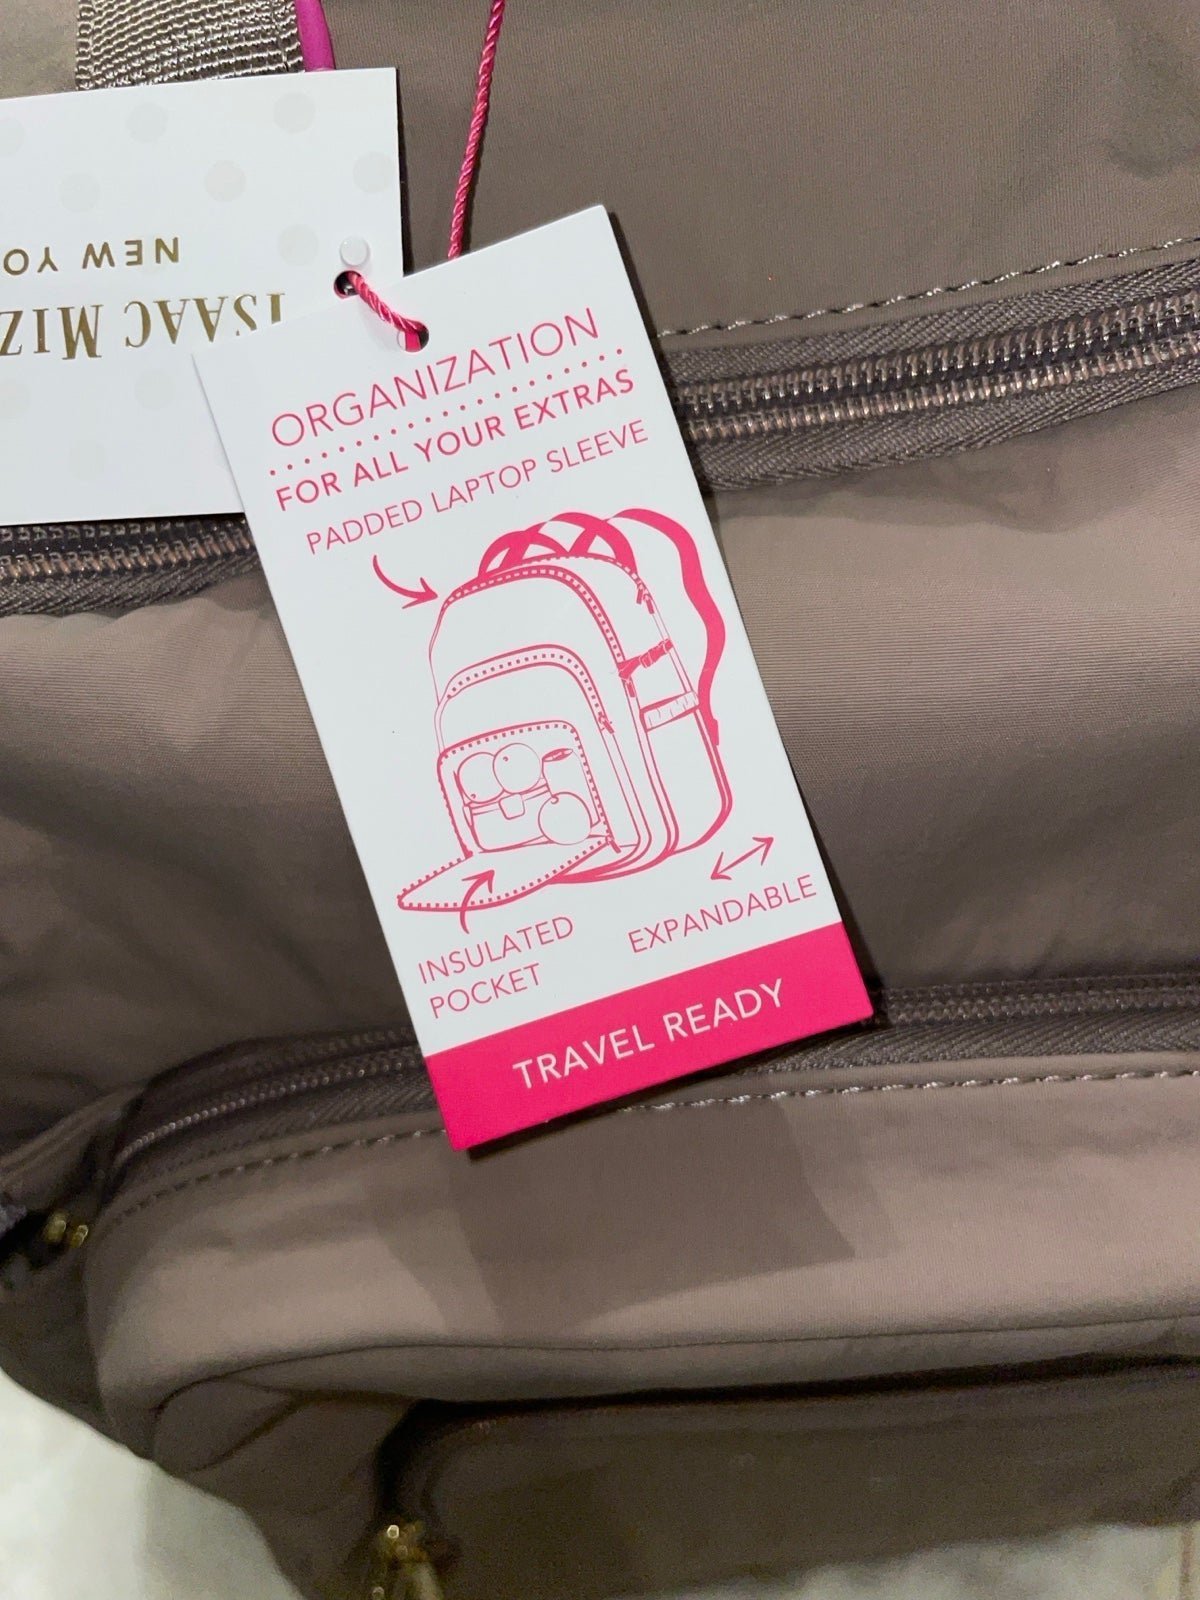 NEW YO
ISAAC MIZ
ORGANIZATION
FOR ALL YOUR EXTRAS
PADDED LAPTOP SLEEVE
INSULATED
POCKET
EXPANDABLE
TRAVEL READY